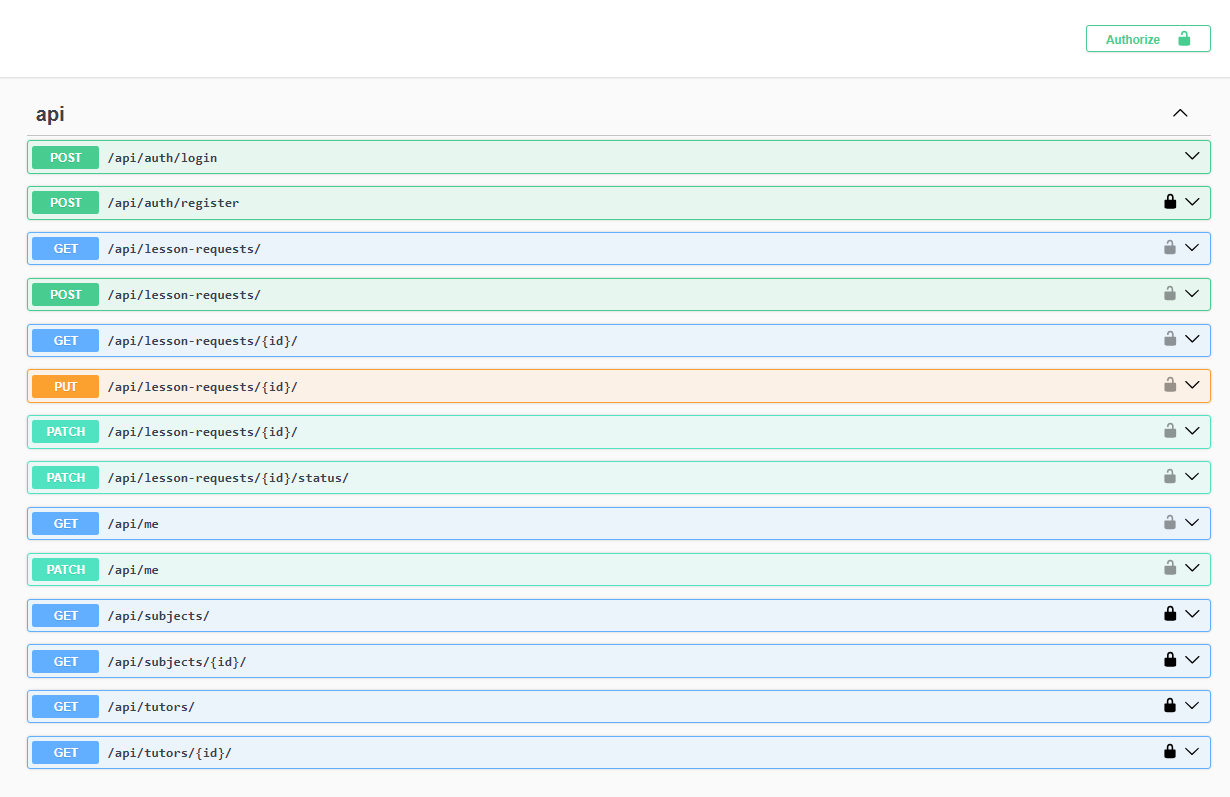 Authorize
api
POST /api/auth/login
POST /api/auth/register
GET /api/lesson-requests/
POST /api/lesson-requests/
GET /api/lesson-requests/{id}/
PUT /api/lesson-requests/{id}/
PATCH /api/lesson-requests/{id}/
PATCH /api/lesson-requests/{id}/status/
GET /api/me
PATCH /api/me
GET /api/subjects/
GET /api/subjects/{id}/
GET /api/tutors/
GET /api/tutors/{id}/